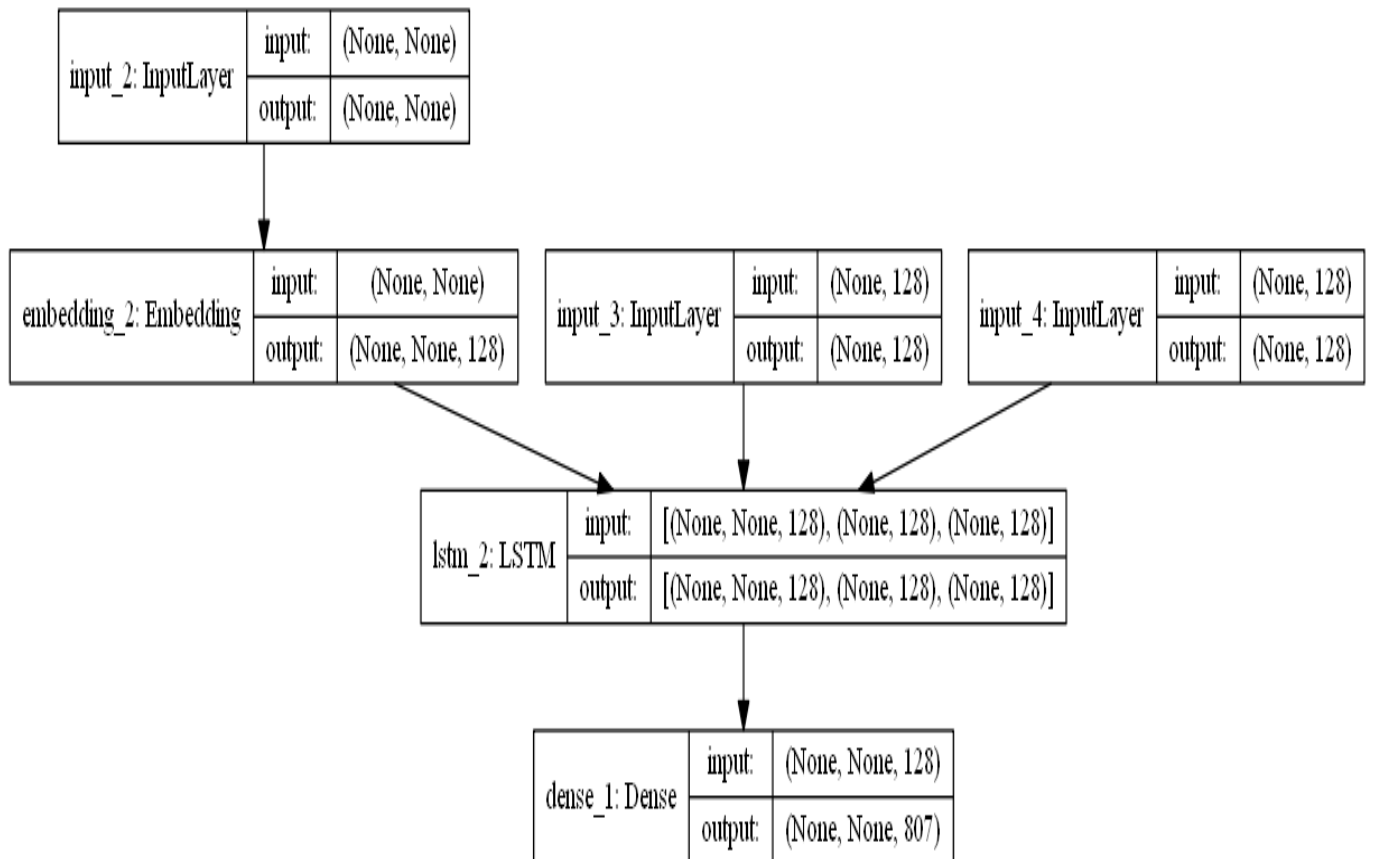 input_2: InputLayer
input: (None, None)
output: (None, None)
embedding_2: Embedding
input: (None, None)
output: (None, None, 128)
input_3: InputLayer
input: (None, 128)
output: (None, 128)
input_4: InputLayer
input: (None, 128)
output: (None, 128)
lstm_2: LSTM
input: [(None, None, 128), (None, 128), (None, 128)]
output: [(None, None, 128), (None, 128), (None, 128)]
dense_1: Dense
input: (None, None, 128)
output: (None, None, 807)